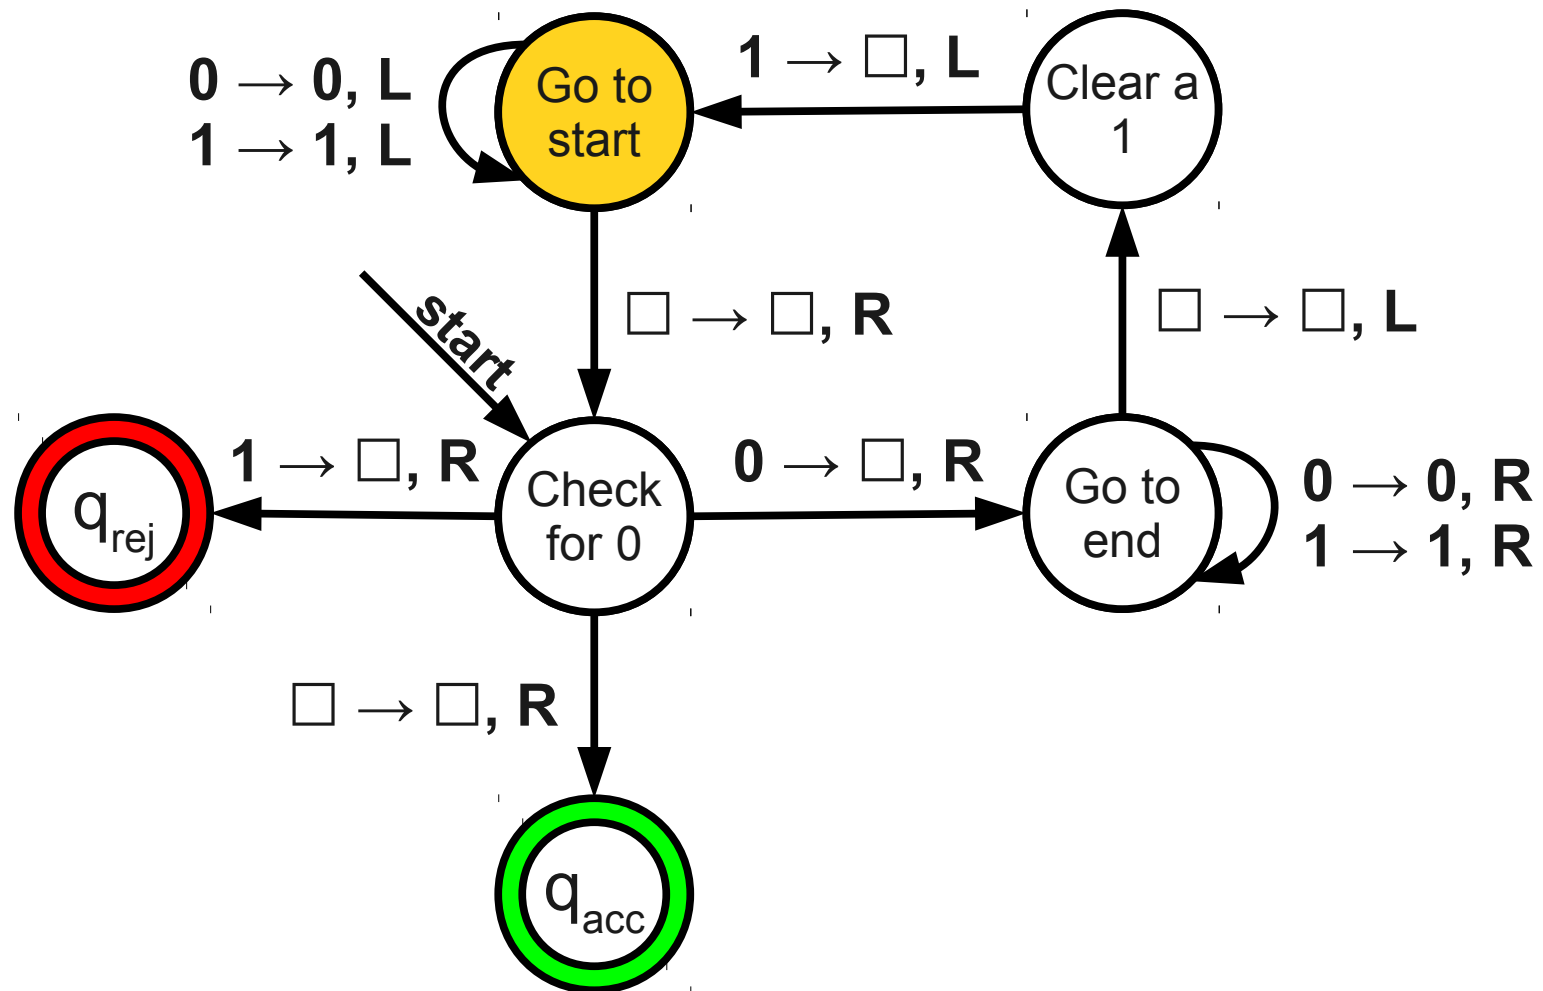 0 → 0, L
1 → 1, L
Go to
start
1 → □, L
Clear a
1
start
□ → □, R
□ → □, L
q_rej
1 → □, R
Check
for 0
0 → □, R
Go to
end
0 → 0, R
1 → 1, R
□ → □, R
q_acc